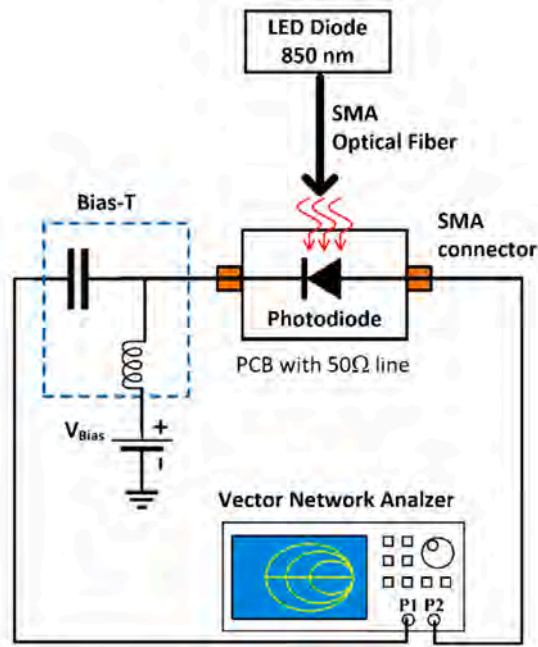 LED Diode
850 nm
SMA
Optical Fiber
Bias-T
SMA
connector
Photodiode
PCB with 50Ω line
V_Bias
+
-
Vector Network Analzer
P1 P2